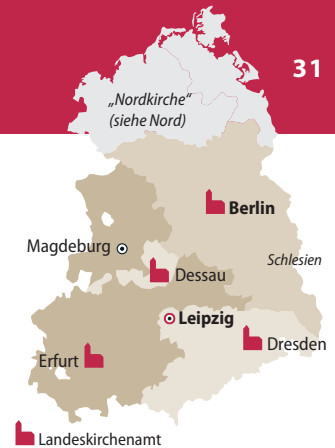 31
„Nordkirche“
(siehe Nord)
Berlin
Magdeburg
Schlesien
Dessau
Leipzig
Dresden
Erfurt
Landeskirchenamt